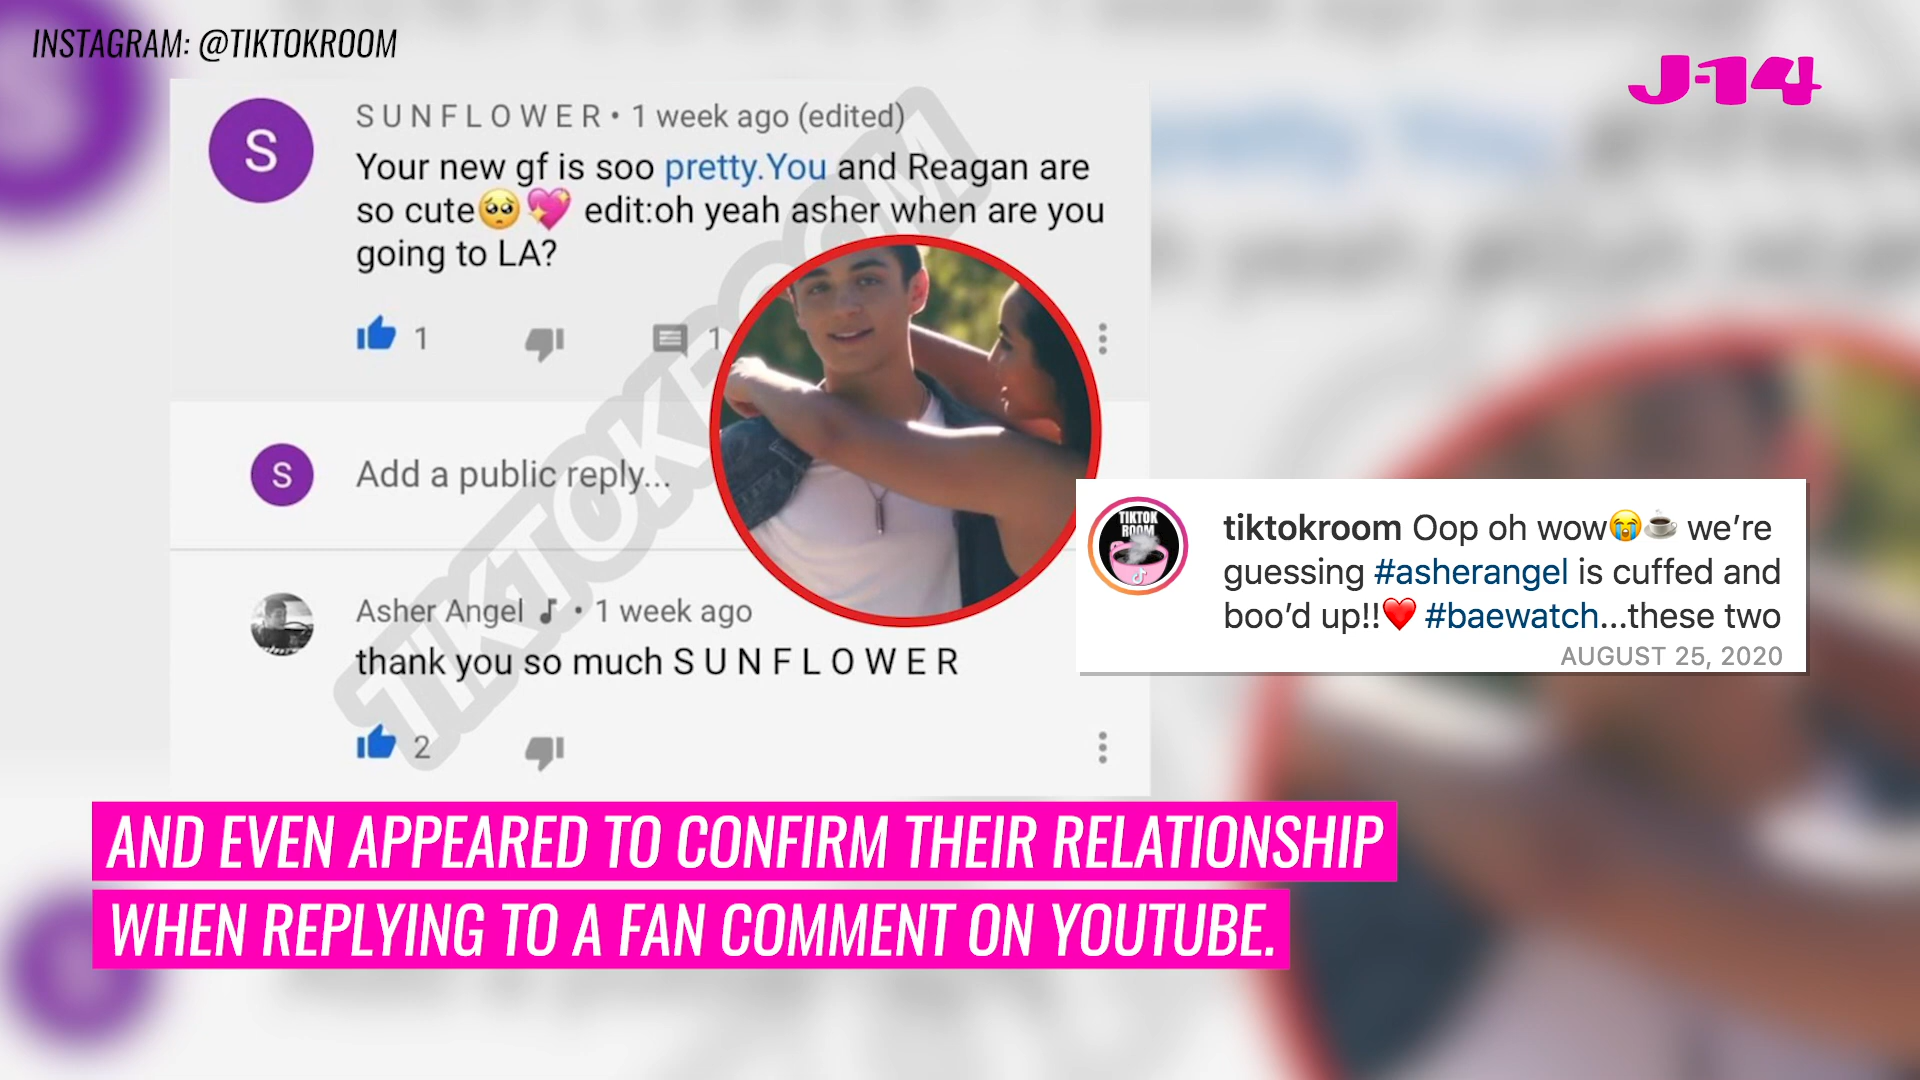 INSTAGRAM: @TIKTOKROOM
J-14
S
S U N F L O W E R • 1 week ago (edited)
Your new gf is soo pretty.You and Reagan are
so cute🥺💖 edit:oh yeah asher when are you
going to LA?
1
1
S
Add a public reply...
Asher Angel ♪ • 1 week ago
thank you so much S U N F L O W E R
2
TIKTOKROOM
TIKTOK
ROOM
tiktokroom Oop oh wow😭☕ we’re
guessing #asherangel is cuffed and
boo’d up!!❤️ #baewatch...these two
AUGUST 25, 2020
AND EVEN APPEARED TO CONFIRM THEIR RELATIONSHIP
WHEN REPLYING TO A FAN COMMENT ON YOUTUBE.